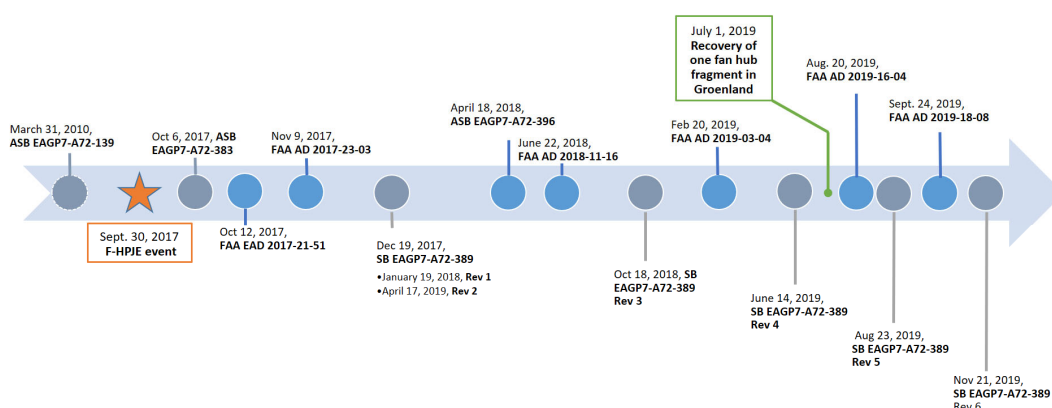 March 31, 2010,
ASB EAGP7-A72-139
Sept. 30, 2017
F-HPJE event
Oct 6, 2017, ASB
EAGP7-A72-383
Oct 12, 2017,
FAA EAD 2017-21-51
Nov 9, 2017,
FAA AD 2017-23-03
Dec 19, 2017,
SB EAGP7-A72-389
•January 19, 2018, Rev 1
•April 17, 2019, Rev 2
April 18, 2018,
ASB EAGP7-A72-396
June 22, 2018,
FAA AD 2018-11-16
Oct 18, 2018, SB
EAGP7-A72-389
Rev 3
Feb 20, 2019,
FAA AD 2019-03-04
June 14, 2019,
SB EAGP7-A72-389
Rev 4
July 1, 2019
Recovery of
one fan hub
fragment in
Groenland
Aug. 20, 2019,
FAA AD 2019-16-04
Aug 23, 2019,
SB EAGP7-A72-389
Rev 5
Sept. 24, 2019,
FAA AD 2019-18-08
Nov 21, 2019,
SB EAGP7-A72-389
Rev 6